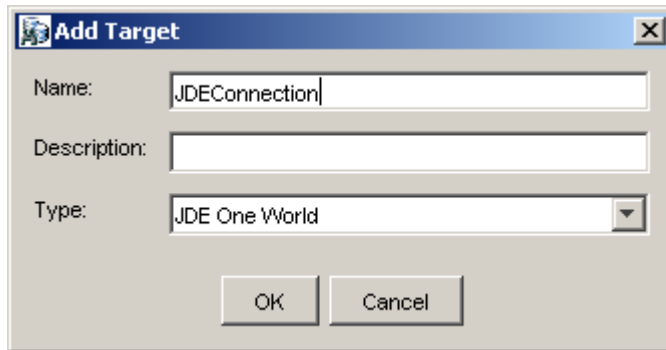 Add Target
Name: JDEConnection
Description:
Type: JDE One World
OK Cancel